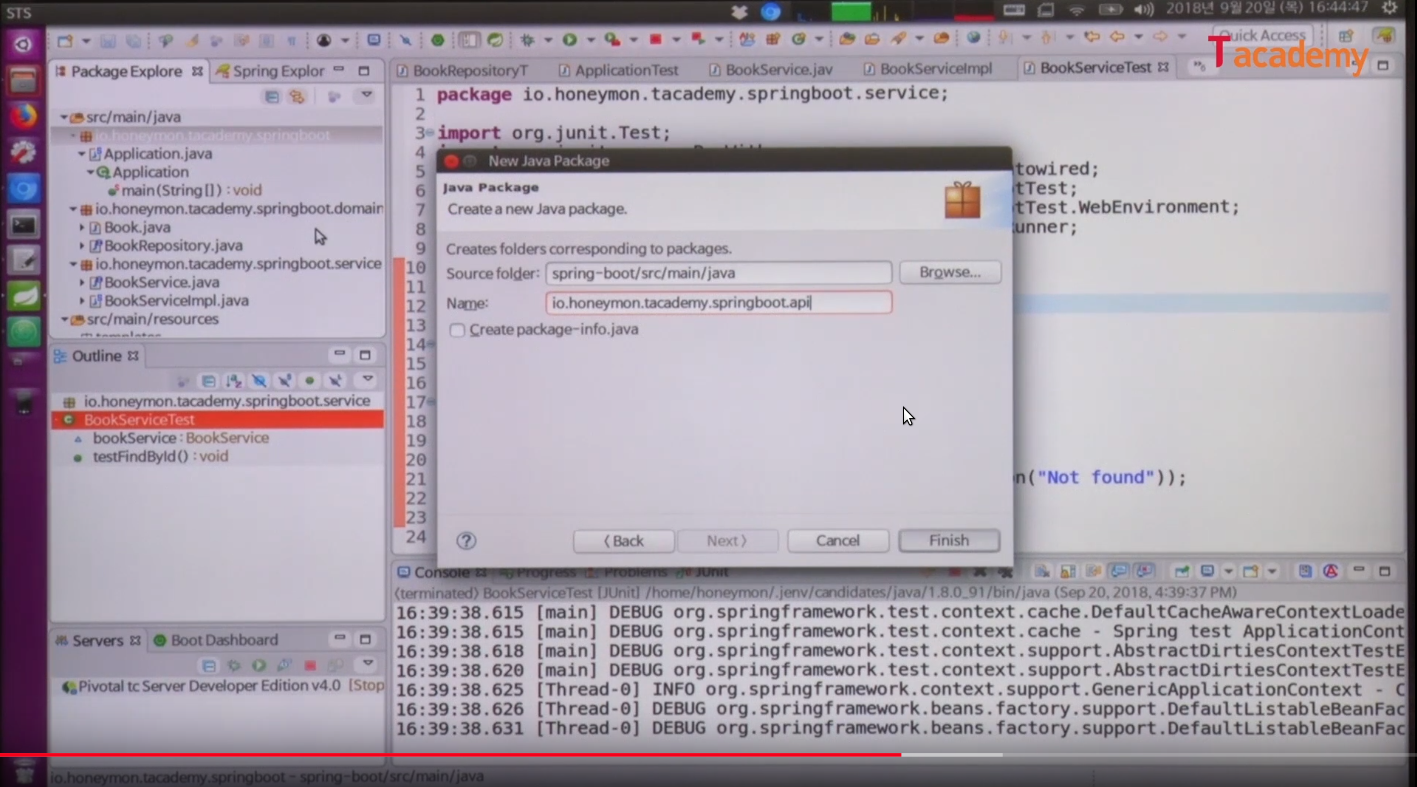 STS
2018년 9월20일 (목) 16:44:47
Quick Access
Tacademy
Package Explore
Spring Explor
BookRepositoryT
ApplicationTest
BookService.jav
BookServiceImpl
BookServiceTest
src/main/java
io.honeymon.tacademy.springboot
Application.java
Application
main(String[]) : void
io.honeymon.tacademy.springboot.domain
Book.java
BookRepository.java
io.honeymon.tacademy.springboot.service
BookService.java
BookServiceImpl.java
src/main/resources
templates
Outline
io.honeymon.tacademy.springboot.service
BookServiceTest
bookService : BookService
testFindById() : void
Servers
Boot Dashboard
Pivotal tc Server Developer Edition v4.0 [Stop
1 package io.honeymon.tacademy.springboot.service;
2
3 import org.junit.Test;
4
5 towired;
6 tTest;
7 tTest.WebEnvironment;
8 unner;
9
10
11
12
13
14
15
16
17
18
19
20
21 n("Not found"));
22
23
24
New Java Package
Java Package
Create a new Java package.
Creates folders corresponding to packages.
Source folder: spring-boot/src/main/java Browse...
Name: io.honeymon.tacademy.springboot.api
Create package-info.java
? < Back Next > Cancel Finish
Console Progress Problems JUnit
<terminated> BookServiceTest [JUnit] /home/honeymon/.jenv/candidates/java/1.8.0_91/bin/java (Sep 20, 2018, 4:39:37 PM)
16:39:38.615 [main] DEBUG org.springframework.test.context.cache.DefaultCacheAwareContextLoade
16:39:38.615 [main] DEBUG org.springframework.test.context.cache - Spring test ApplicationCont
16:39:38.618 [main] DEBUG org.springframework.test.context.support.AbstractDirtiesContextTestE
16:39:38.620 [main] DEBUG org.springframework.test.context.support.AbstractDirtiesContextTestE
16:39:38.625 [Thread-0] INFO org.springframework.context.support.GenericApplicationContext - C
16:39:38.626 [Thread-0] DEBUG org.springframework.beans.factory.support.DefaultListableBeanFac
16:39:38.631 [Thread-0] DEBUG org.springframework.beans.factory.support.DefaultListableBeanFac
io.honeymon.tacademy.springboot - spring-boot/src/main/java